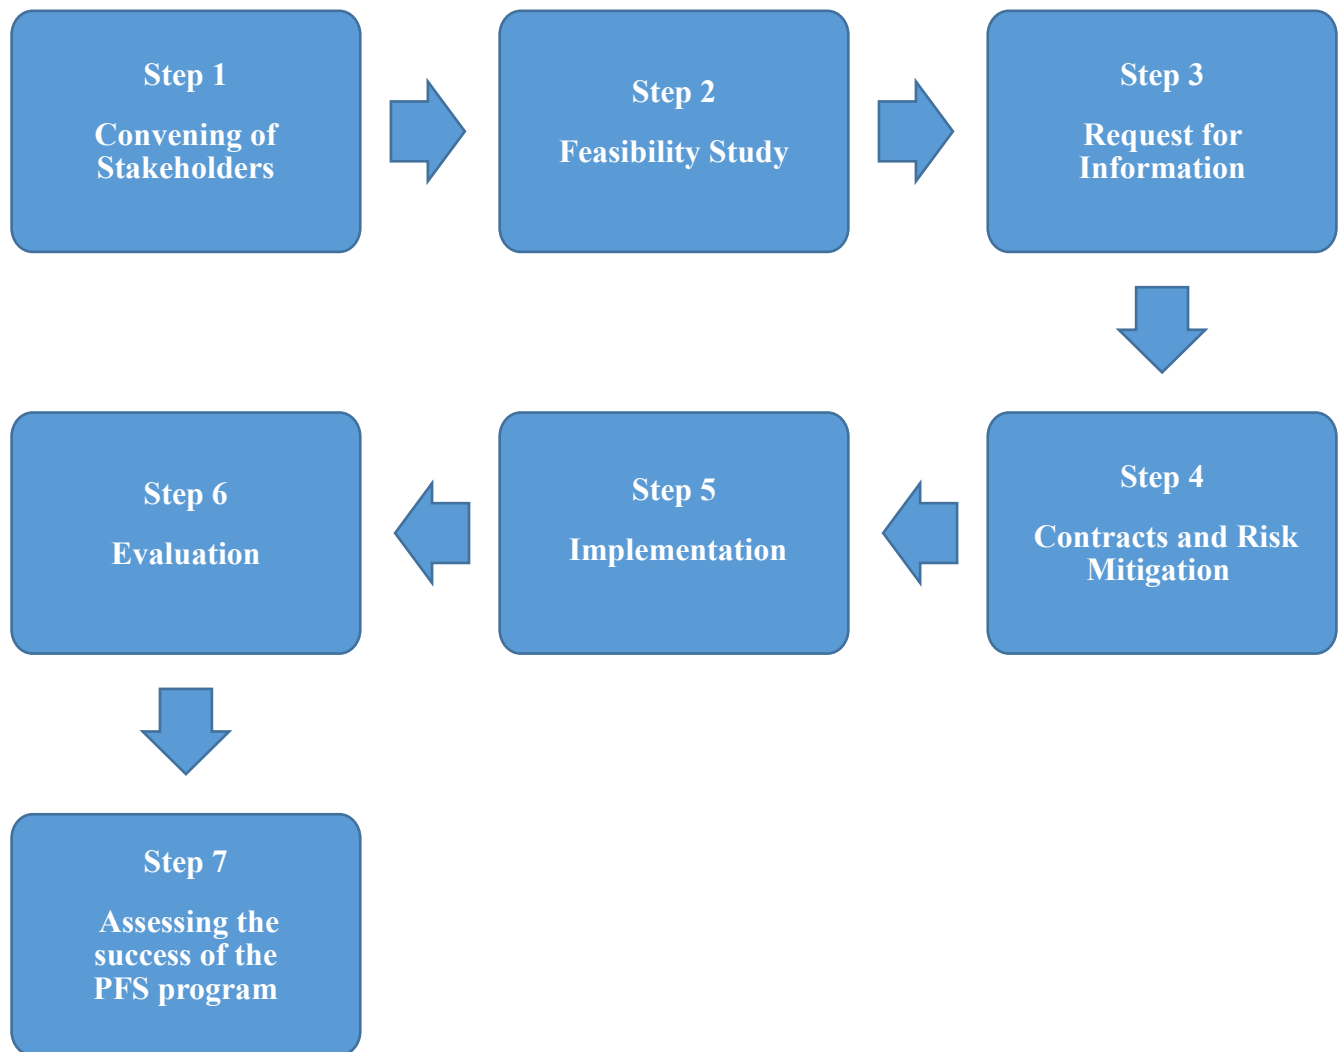 Step 1
Convening of
Stakeholders
Step 2
Feasibility Study
Step 3
Request for
Information
Step 4
Contracts and Risk
Mitigation
Step 5
Implementation
Step 6
Evaluation
Step 7
Assessing the
success of the
PFS program